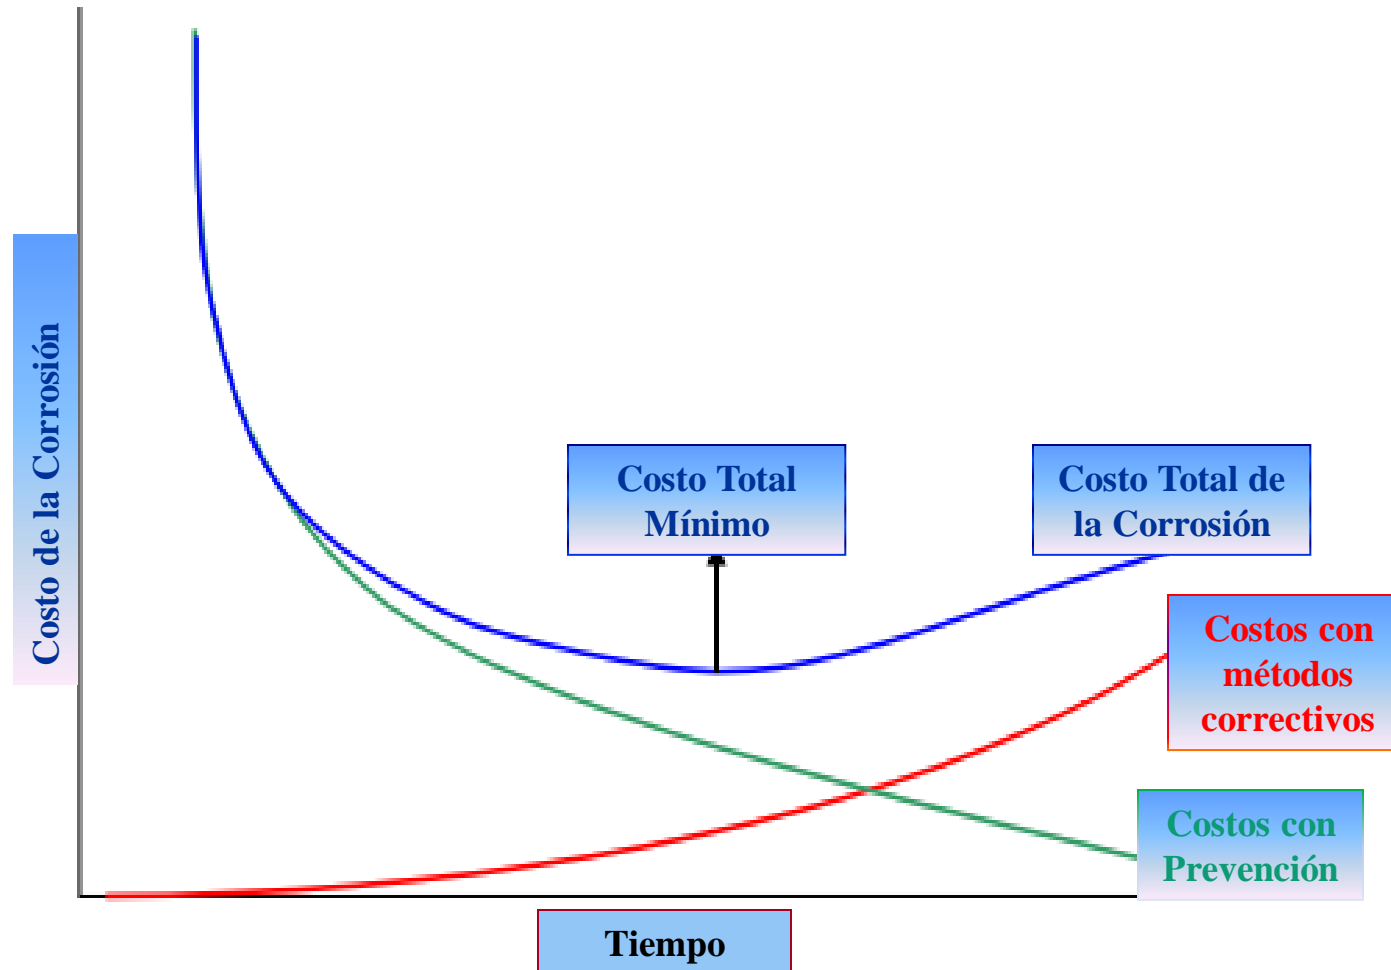 Costo de la Corrosión
Costo Total
Mínimo
Costo Total de
la Corrosión
Costos con
métodos
correctivos
Costos con
Prevención
Tiempo